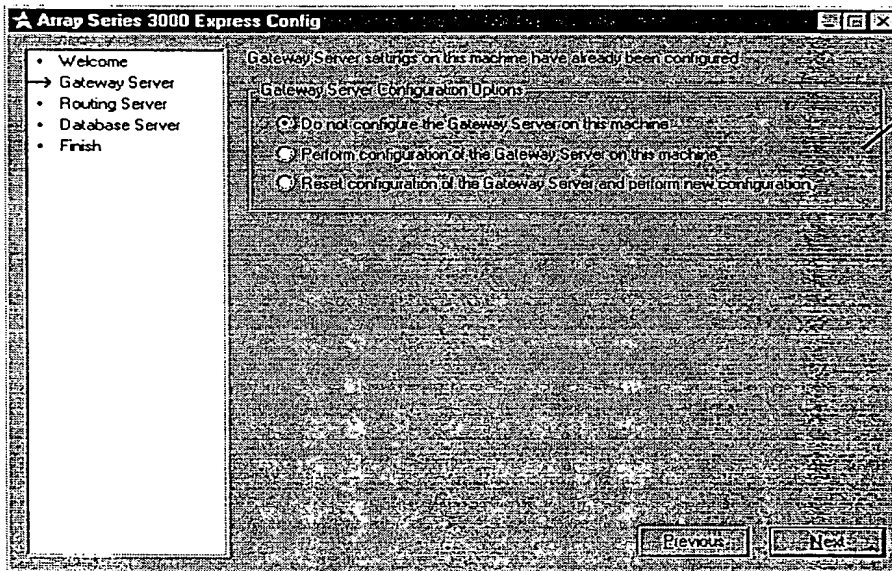 Array Series 3000 Express Config
Welcome
Gateway Server
Routing Server
Database Server
Finish
Gateway Server settings on this machine have already been configured
Gateway Server Configuration Options
Do not configure the Gateway Server on this machine
Perform configuration of the Gateway Server on this machine
Reset configuration of the Gateway Server and perform new configuration.
Previous
Next